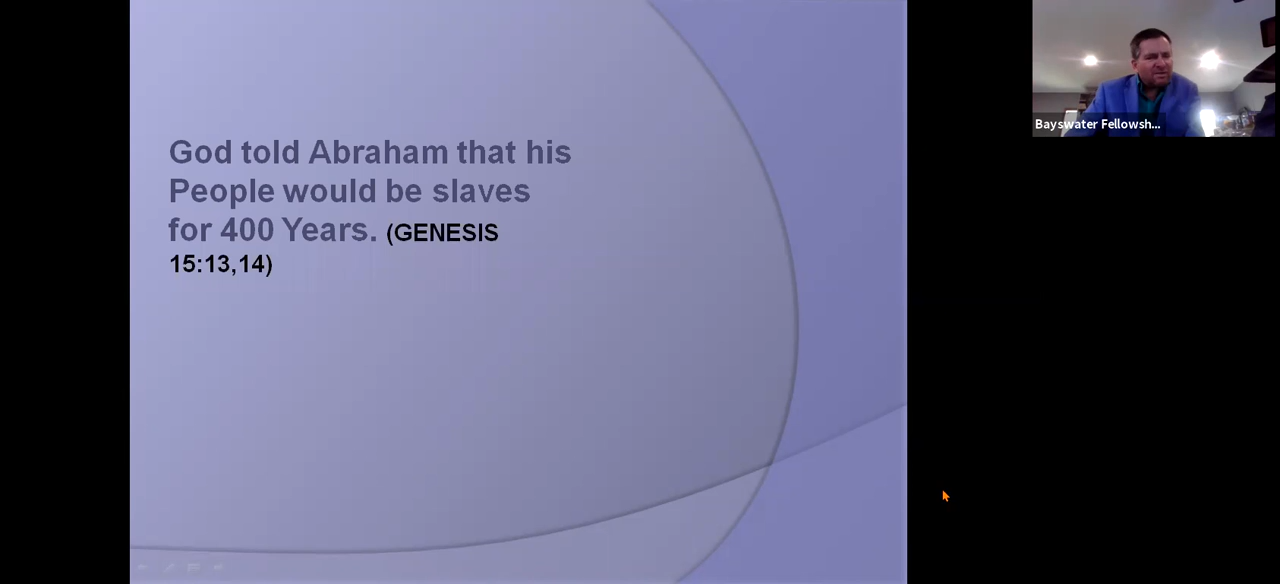 God told Abraham that his
People would be slaves
for 400 Years. (GENESIS
15:13,14)
Bayswater Fellowsh...